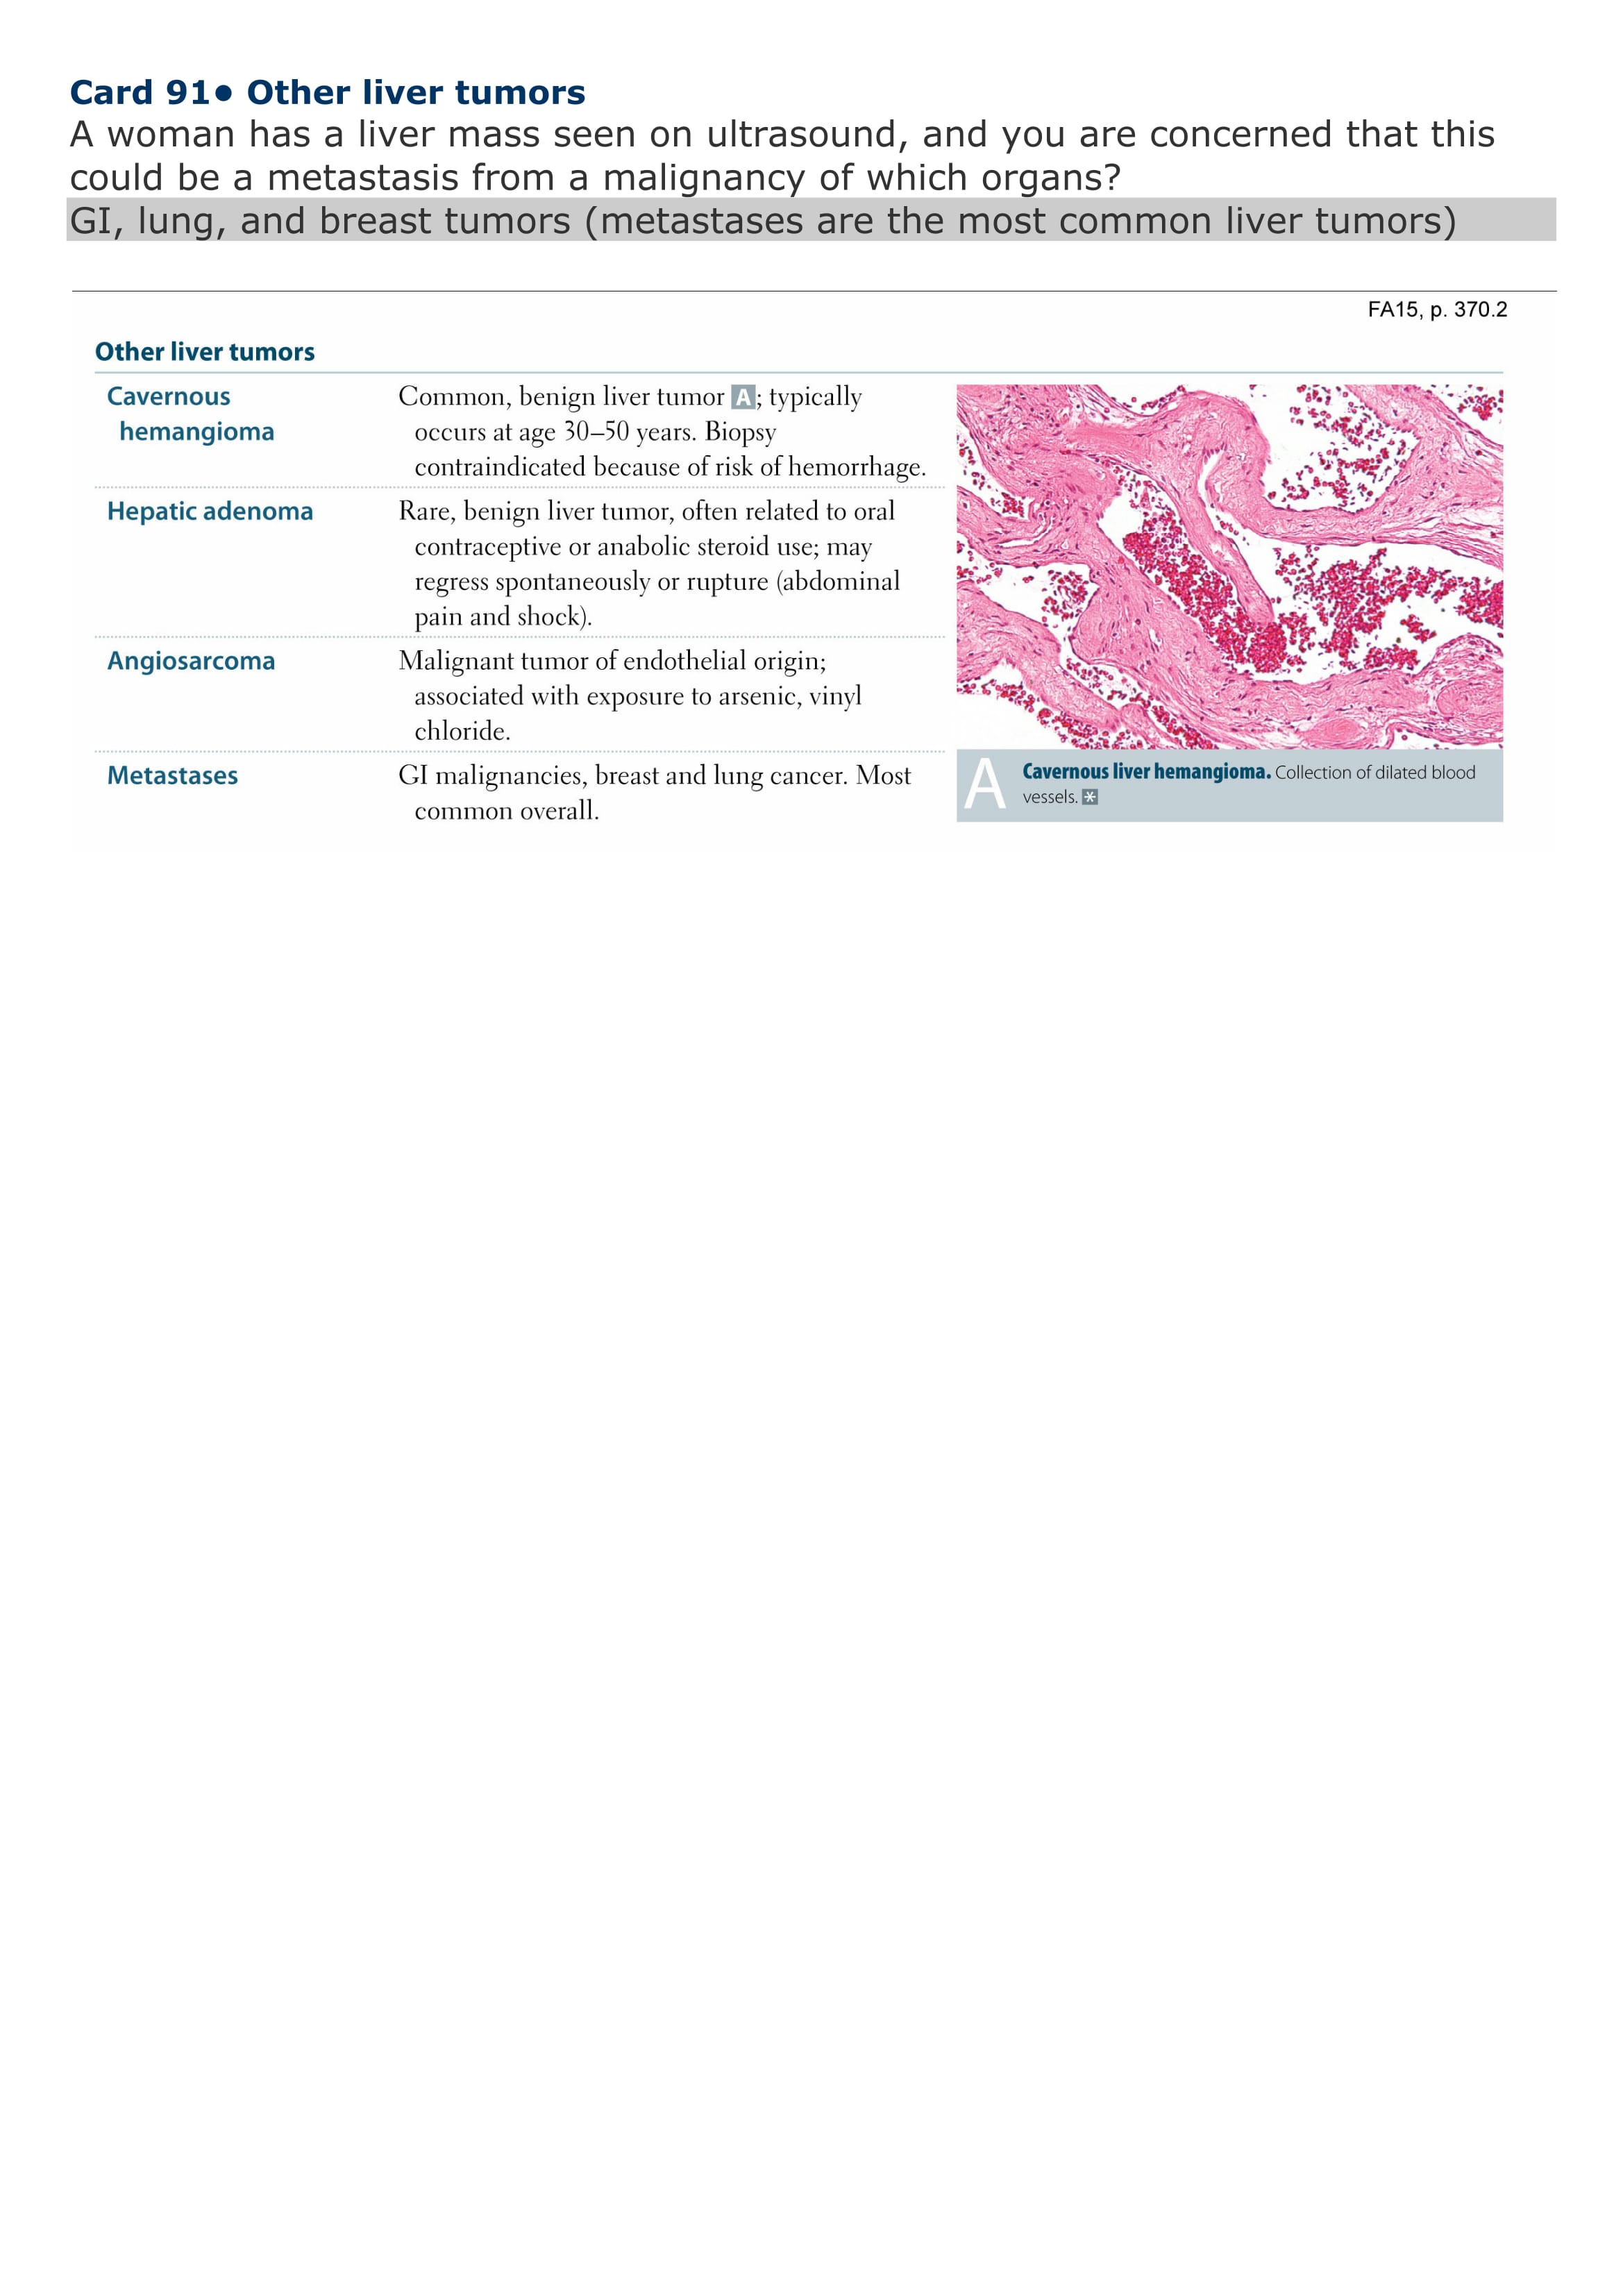 Card 91● Other liver tumors
A woman has a liver mass seen on ultrasound, and you are concerned that this
could be a metastasis from a malignancy of which organs?
GI, lung, and breast tumors (metastases are the most common liver tumors)
FA15, p. 370.2
Other liver tumors
Cavernous
hemangioma
Common, benign liver tumor A; typically
occurs at age 30–50 years. Biopsy
contraindicated because of risk of hemorrhage.
Hepatic adenoma
Rare, benign liver tumor, often related to oral
contraceptive or anabolic steroid use; may
regress spontaneously or rupture (abdominal
pain and shock).
Angiosarcoma
Malignant tumor of endothelial origin;
associated with exposure to arsenic, vinyl
chloride.
Metastases
GI malignancies, breast and lung cancer. Most
common overall.
A
Cavernous liver hemangioma. Collection of dilated blood
vessels. *